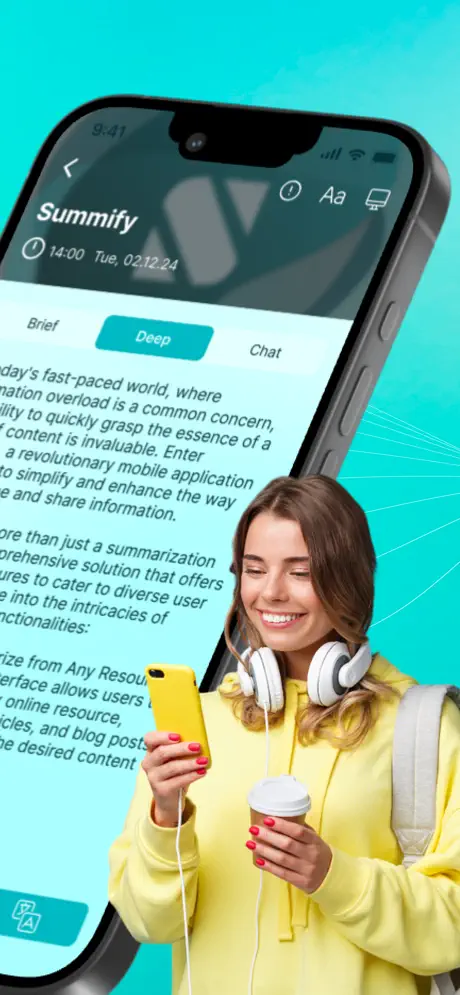 9:41
Aa
Summify
14:00 Tue, 02.12.24
Brief
Deep
Chat
day's fast-paced world, where
mation overload is a common concern,
ility to quickly grasp the essence of a
f content is invaluable. Enter
, a revolutionary mobile application
to simplify and enhance the way
e and share information.
ore than just a summarization
prehensive solution that offers
ures to cater to diverse user
e into the intricacies of
nctionalities:
rize from Any Resou
erface allows users
online resource,
icles, and blog post
he desired content